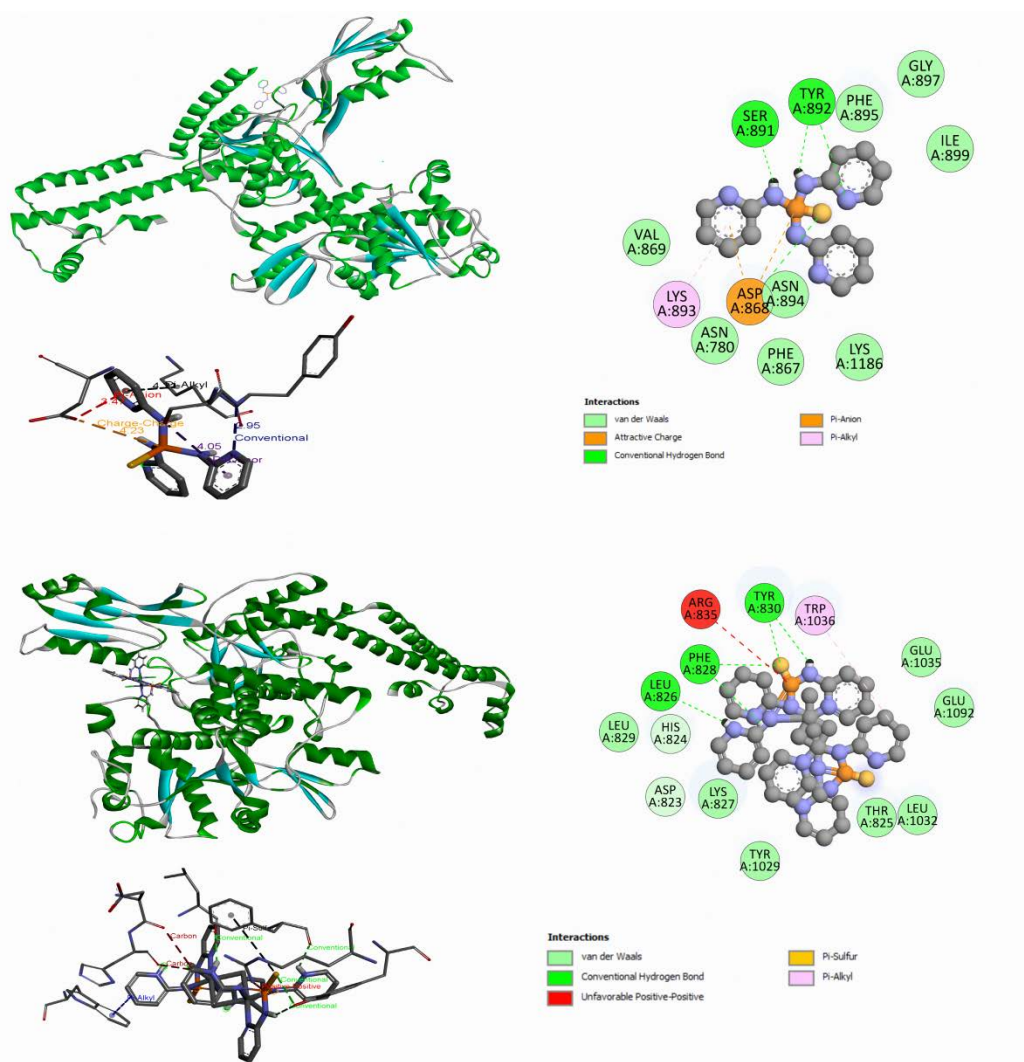 GLY
A:897
TYR
A:892
PHE
A:895
SER
A:891
ILE
A:899
VAL
A:869
LYS
A:893
ASP
A:868
ASN
A:894
ASN
A:780
PHE
A:867
LYS
A:1186
Interactions
van der Waals
Attractive Charge
Conventional Hydrogen Bond
Pi-Anion
Pi-Alkyl
Charge-Charge
4.23
4.05
2.95
Conventional
ARG
A:835
TYR
A:830
TRP
A:1036
PHE
A:828
GLU
A:1035
LEU
A:826
GLU
A:1092
LEU
A:829
HIS
A:824
ASP
A:823
LYS
A:827
THR
A:825
LEU
A:1032
TYR
A:1029
Interactions
van der Waals
Conventional Hydrogen Bond
Unfavorable Positive-Positive
Pi-Sulfur
Pi-Alkyl
Carbon
Conventional
Conventional
Carbon
Conventional
Pi-Alkyl
Conventional